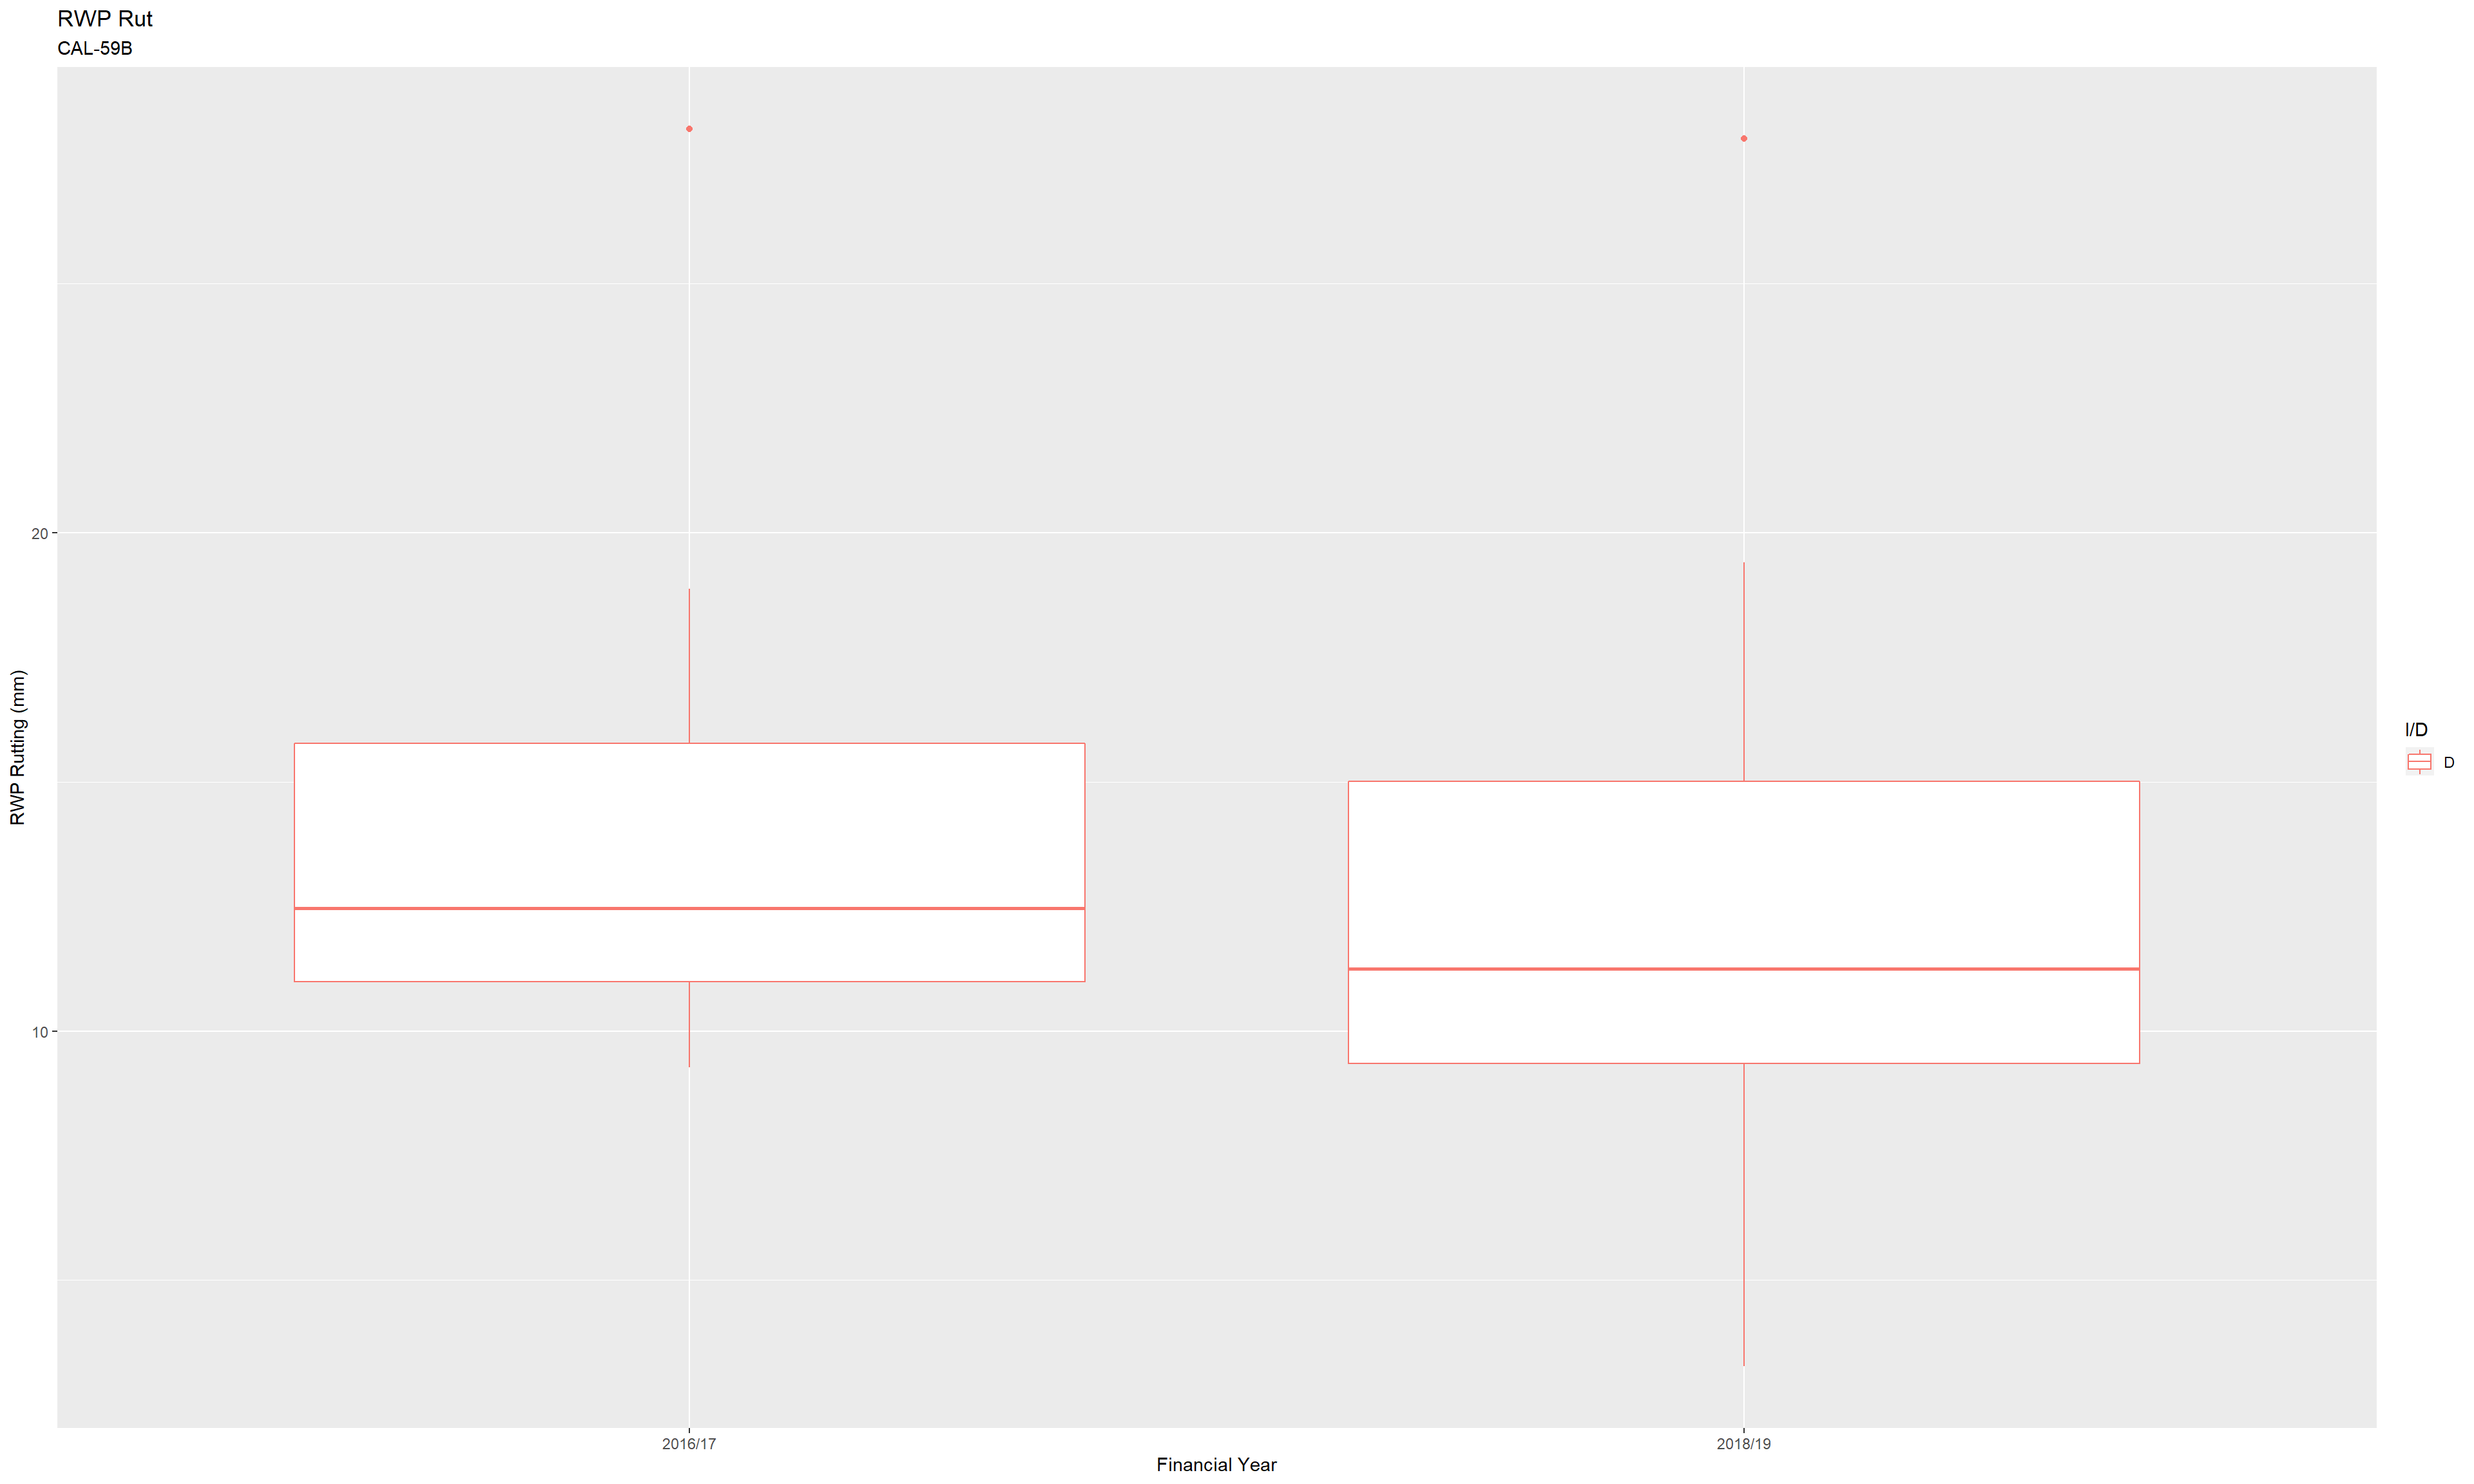 RWP Rut
CAL-59B
RWP Rutting (mm)
20
10
2016/17
2018/19
Financial Year
I/D
D